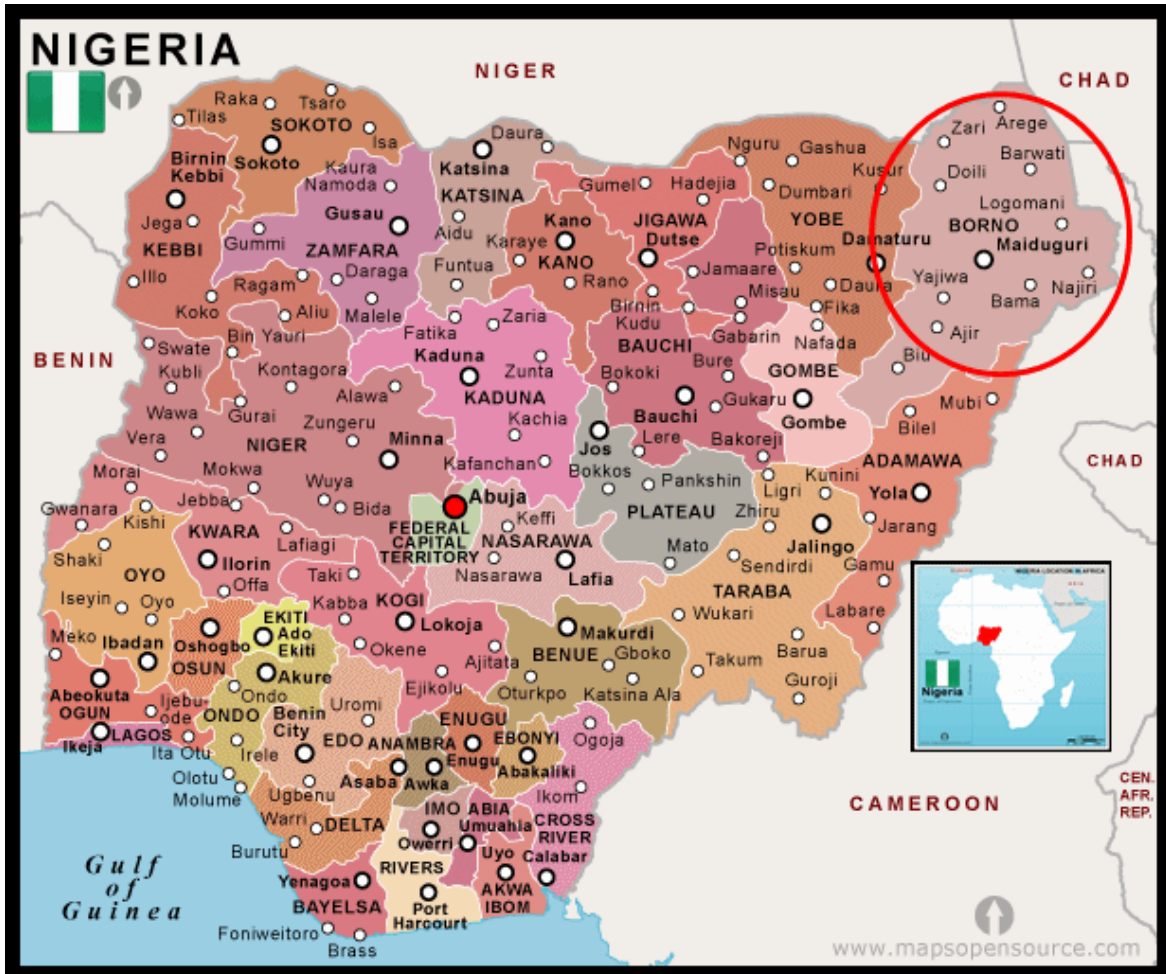 NIGERIA
NIGER
CHAD
Raka
Tsaro
Tilas
SOKOTO
Isa
Sokoto
Daura
Katsina
KATSINA
Birnin
Kebbi
Kaura
Namoda
Jega
KEBBI
Gusau
Gummi
ZAMFARA
Aidu
Illo
Koko
Ragam
Daraga
Funtua
Aliu
Malele
Kano
Karaye
KANO
Rano
Gumel
Hadejia
JIGAWA
Dutse
Jamaare
Birnin
Kudu
Misau
Gabarin
Nguru
Gashua
Kusur
Dumbari
YOBE
Potiskum
Damaturu
Daura
Fika
Nafada
Zari
Arege
Barwati
Doili
Logomani
BORNO
Maiduguri
Yajiwa
Bama
Najiri
Ajir
Biu
BENIN
Swate
Bin
Yauri
Kubli
Kontagora
Wawa
Gurai
Alawa
Vera
Zungeru
NIGER
Minna
Morai
Mokwa
Wuya
Bida
Jebba
Fatika
Zaria
Kaduna
Zunta
KADUNA
Kachia
Kafanchan
BAUCHI
Bokoki
Bure
Bauchi
Gukaru
Lere
Bakoreji
GOMBE
Gombe
Mubi
Bilel
ADAMAWA
Yola
Jarang
Gamu
Labare
CHAD
Jos
Bokkos
Pankshin
PLATEAU
Mato
Abuja
FEDERAL
CAPITAL
TERRITORY
Keffi
NASARAWA
Nasarawa
Lafia
Ligri
Kunini
Zhiru
Jalingo
Sendirdi
TARABA
Wukari
Takum
Barua
Guroji
Gwanara
Kishi
KWARA
Lafiagi
Ilorin
Offa
Shaki
OYO
Iseyin
Oyo
Meko
Ibadan
Taki
Kabba
KOGI
Lokoja
Okene
Ajitata
Ejikolu
EKITI
Ado
Ekiti
Oshogbo
OSUN
Akure
Ondo
ONDO
Irele
Abeokuta
OGUN
Ijebu-
ode
LAGOS
Ikeja
Ita Otu
Olotu
Molume
Makurdi
BENUE
Gboko
Oturkpo
Katsina Ala
Uromi
Benin
City
EDO
Ugbenu
ANAMBRA
Asaba
Awka
ENUGU
Enugu
EBONYI
Abakaliki
Ogoja
Ikom
CROSS
RIVER
Calabar
Warri
DELTA
Burutu
IMO
Owerri
ABIA
Umuahia
Uyo
AKWA
IBOM
RIVERS
Port
Harcourt
Yenagoa
BAYELSA
Foniweitoro
Brass
Gulf
of
Guinea
CAMEROON
CEN.
AFR.
REP.
NIGERIA LOCATION IN AFRICA
Nigeria
www.mapsopensource.com